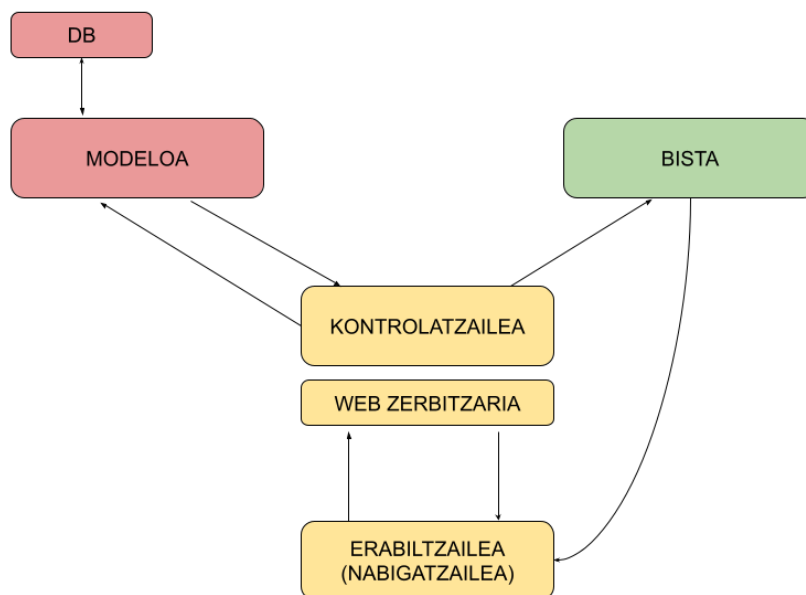 DB
MODELOA
BISTA
KONTROLATZAILEA
WEB ZERBITZARIA
ERABILTZAILEA
(NABIGATZAILEA)